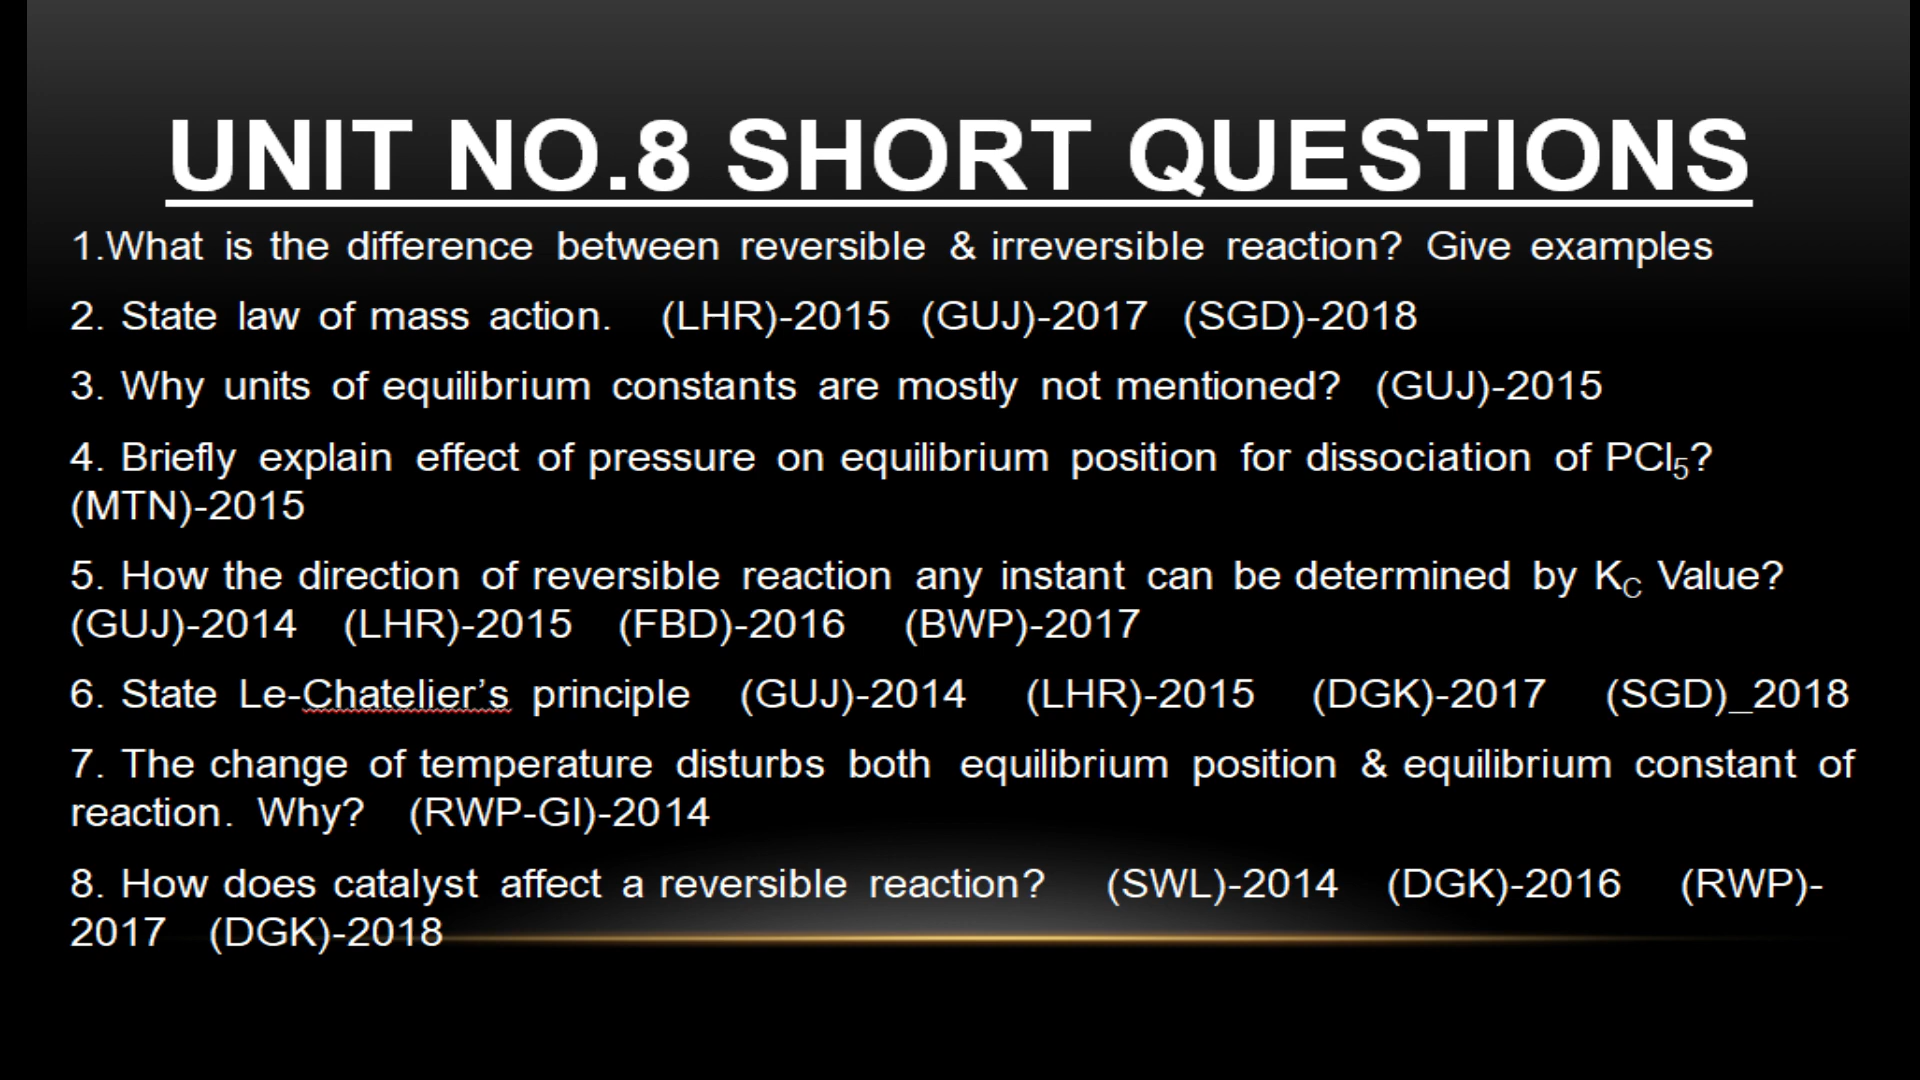 UNIT NO.8 SHORT QUESTIONS
1.What is the difference between reversible & irreversible reaction? Give examples
2. State law of mass action. (LHR)-2015 (GUJ)-2017 (SGD)-2018
3. Why units of equilibrium constants are mostly not mentioned? (GUJ)-2015
4. Briefly explain effect of pressure on equilibrium position for dissociation of PCl₅?
(MTN)-2015
5. How the direction of reversible reaction any instant can be determined by K_C Value?
(GUJ)-2014 (LHR)-2015 (FBD)-2016 (BWP)-2017
6. State Le-Chatelier’s principle (GUJ)-2014 (LHR)-2015 (DGK)-2017 (SGD)_2018
7. The change of temperature disturbs both equilibrium position & equilibrium constant of
reaction. Why? (RWP-GI)-2014
8. How does catalyst affect a reversible reaction? (SWL)-2014 (DGK)-2016 (RWP)-
2017 (DGK)-2018